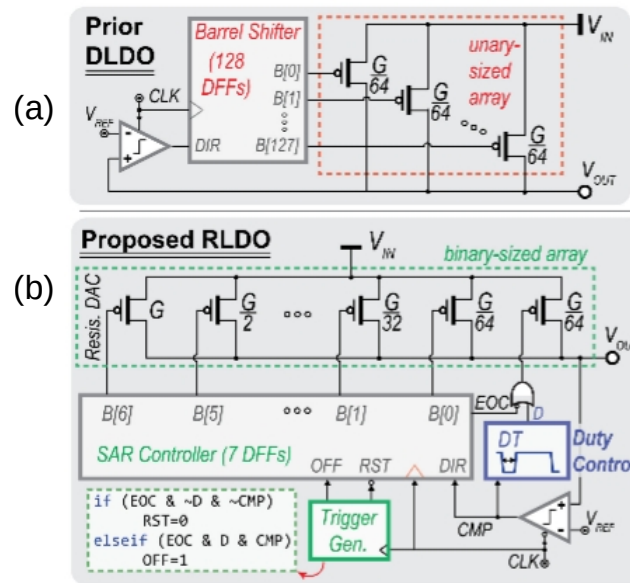 (a)
Prior
DLDO
Barrel Shifter
(128
DFFs)
unary-
sized
array
V_IN
B[0]
G/64
CLK
B[1]
G/64
V_REF
DIR
B[127]
G/64
V_OUT
(b)
Proposed RLDO
V_IN
binary-sized array
Resis. DAC
G
G/2
G/32
G/64
G/64
V_OU
B[6]
B[5]
B[1]
B[0]
EOC
D
SAR Controller (7 DFFs)
DT
Duty
Control
OFF
RST
DIR
if (EOC & ~D & ~CMP)
RST=0
elseif (EOC & D & CMP)
OFF=1
Trigger
Gen.
CMP
V_REF
CLK